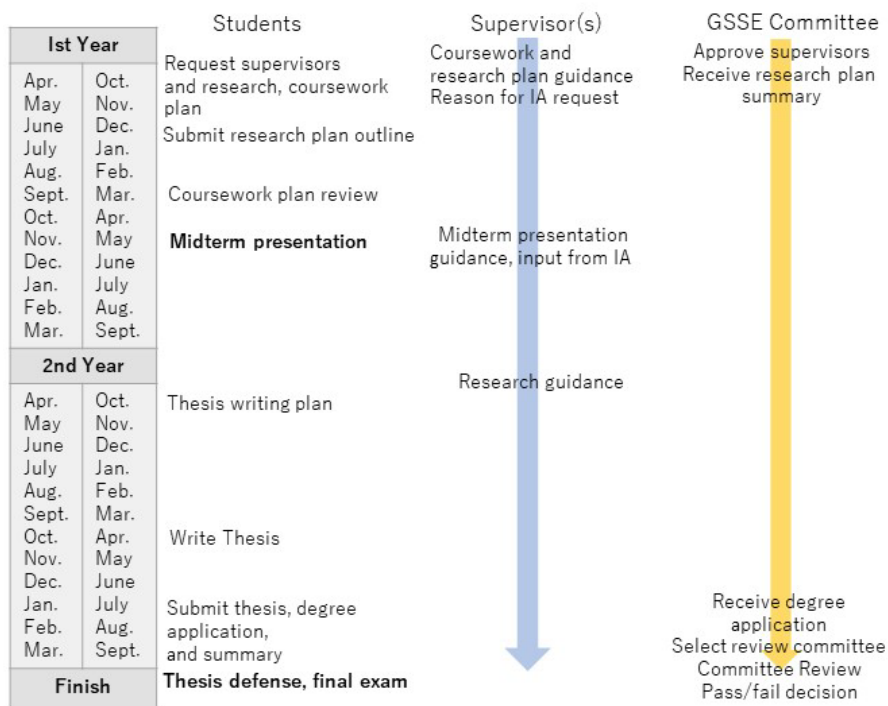 Students
Supervisor(s)
GSSE Committee
Ist Year
Apr. Oct.
May Nov.
June Dec.
July Jan.
Aug. Feb.
Sept. Mar.
Oct. Apr.
Nov. May
Dec. June
Jan. July
Feb. Aug.
Mar. Sept.
2nd Year
Apr. Oct.
May Nov.
June Dec.
July Jan.
Aug. Feb.
Sept. Mar.
Oct. Apr.
Nov. May
Dec. June
Jan. July
Feb. Aug.
Mar. Sept.
Finish
Request supervisors
and research, coursework
plan
Submit research plan outline
Coursework plan review
Midterm presentation
Thesis writing plan
Write Thesis
Submit thesis, degree
application,
and summary
Thesis defense, final exam
Coursework and
research plan guidance
Reason for IA request
Midterm presentation
guidance, input from IA
Research guidance
Approve supervisors
Receive research plan
summary
Receive degree
application
Select review committee
Committee Review
Pass/fail decision